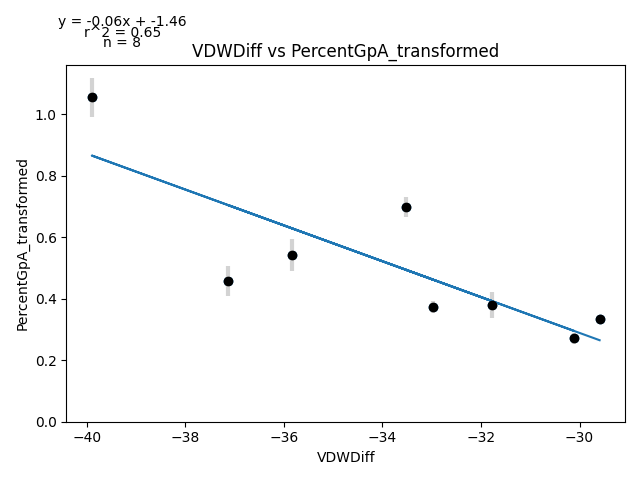 y = -0.06x + -1.46
r^2 = 0.65
n = 8
VDWDiff vs PercentGpA_transformed
PercentGpA_transformed
1.0
0.8
0.6
0.4
0.2
0.0
−40
−38
−36
−34
−32
−30
VDWDiff